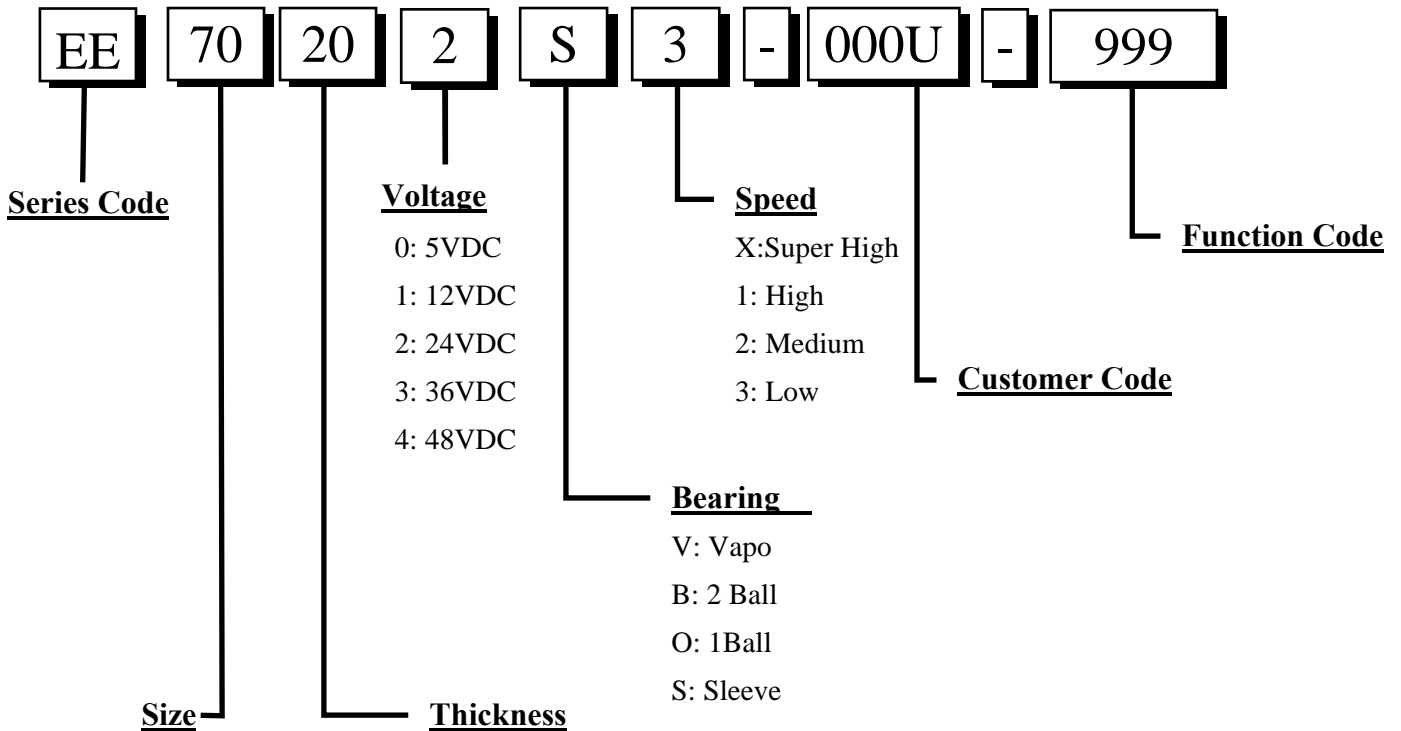 EE 70 20 2 S 3 - 000U - 999
Series Code
Voltage
0: 5VDC
1: 12VDC
2: 24VDC
3: 36VDC
4: 48VDC
Speed
X:Super High
1: High
2: Medium
3: Low
Function Code
Customer Code
Bearing
V: Vapo
B: 2 Ball
O: 1Ball
S: Sleeve
Size
Thickness